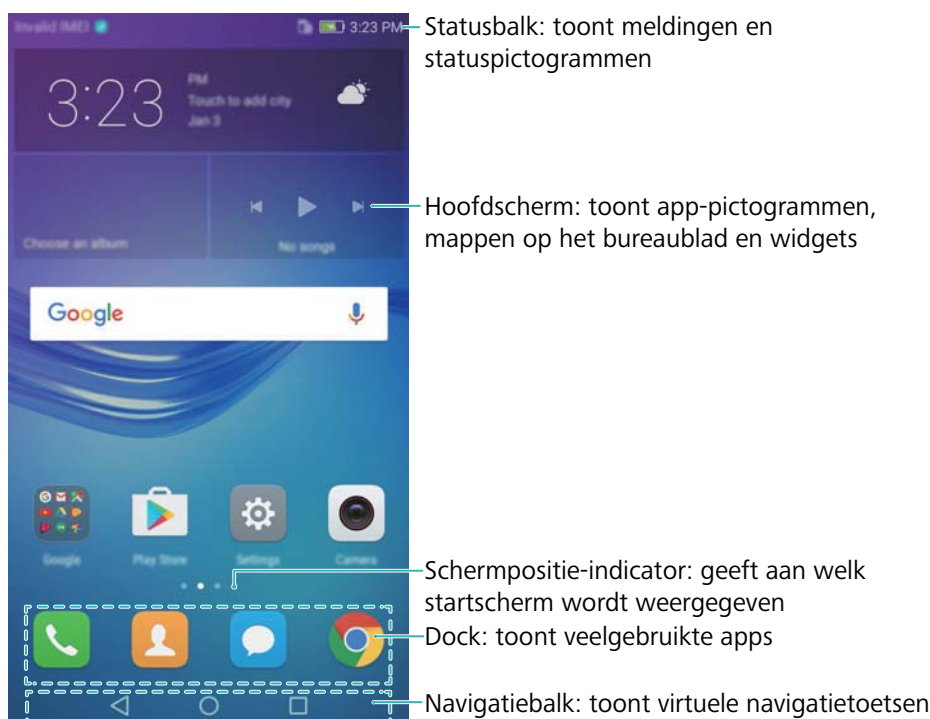 Invalid IMEI
3:23 PM
Statusbalk: toont meldingen en
statuspictogrammen
3:23
PM
Touch to add city
Jan 3
Hoofdscherm: toont app-pictogrammen,
mappen op het bureaublad en widgets
Choose an album
No songs
Google
Google
Play Store
Settings
Camera
Schermpositie-indicator: geeft aan welk
startscherm wordt weergegeven
Dock: toont veelgebruikte apps
Navigatiebalk: toont virtuele navigatietoetsen